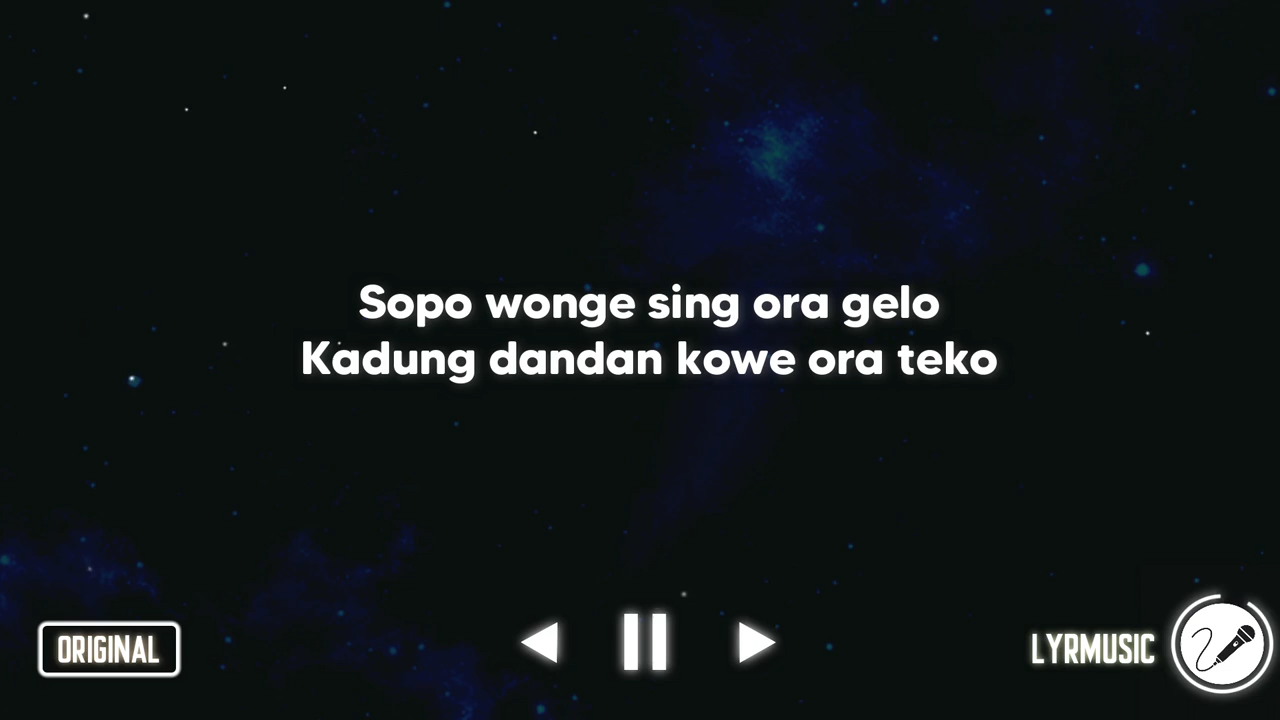 Sopo wonge sing ora gelo
Kadung dandan kowe ora teko
ORIGINAL
LYRMUSIC